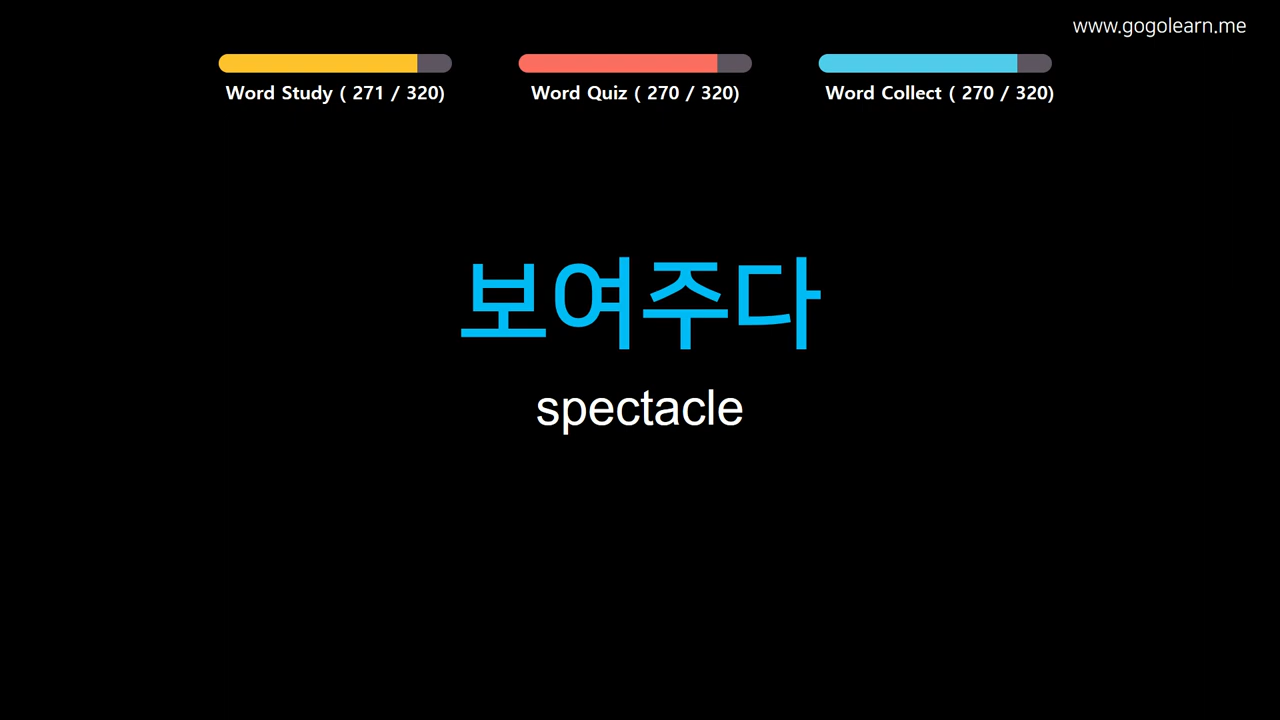 www.gogolearn.me
Word Study ( 271 / 320)
Word Quiz ( 270 / 320)
Word Collect ( 270 / 320)
보여주다
spectacle